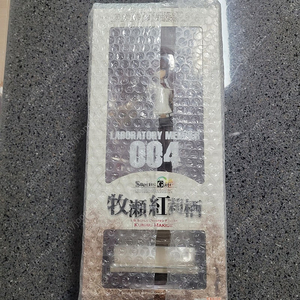 LABORATORY MEMBER
004
STEINS;GATE
牧瀬紅莉栖
KURISU MAKISE